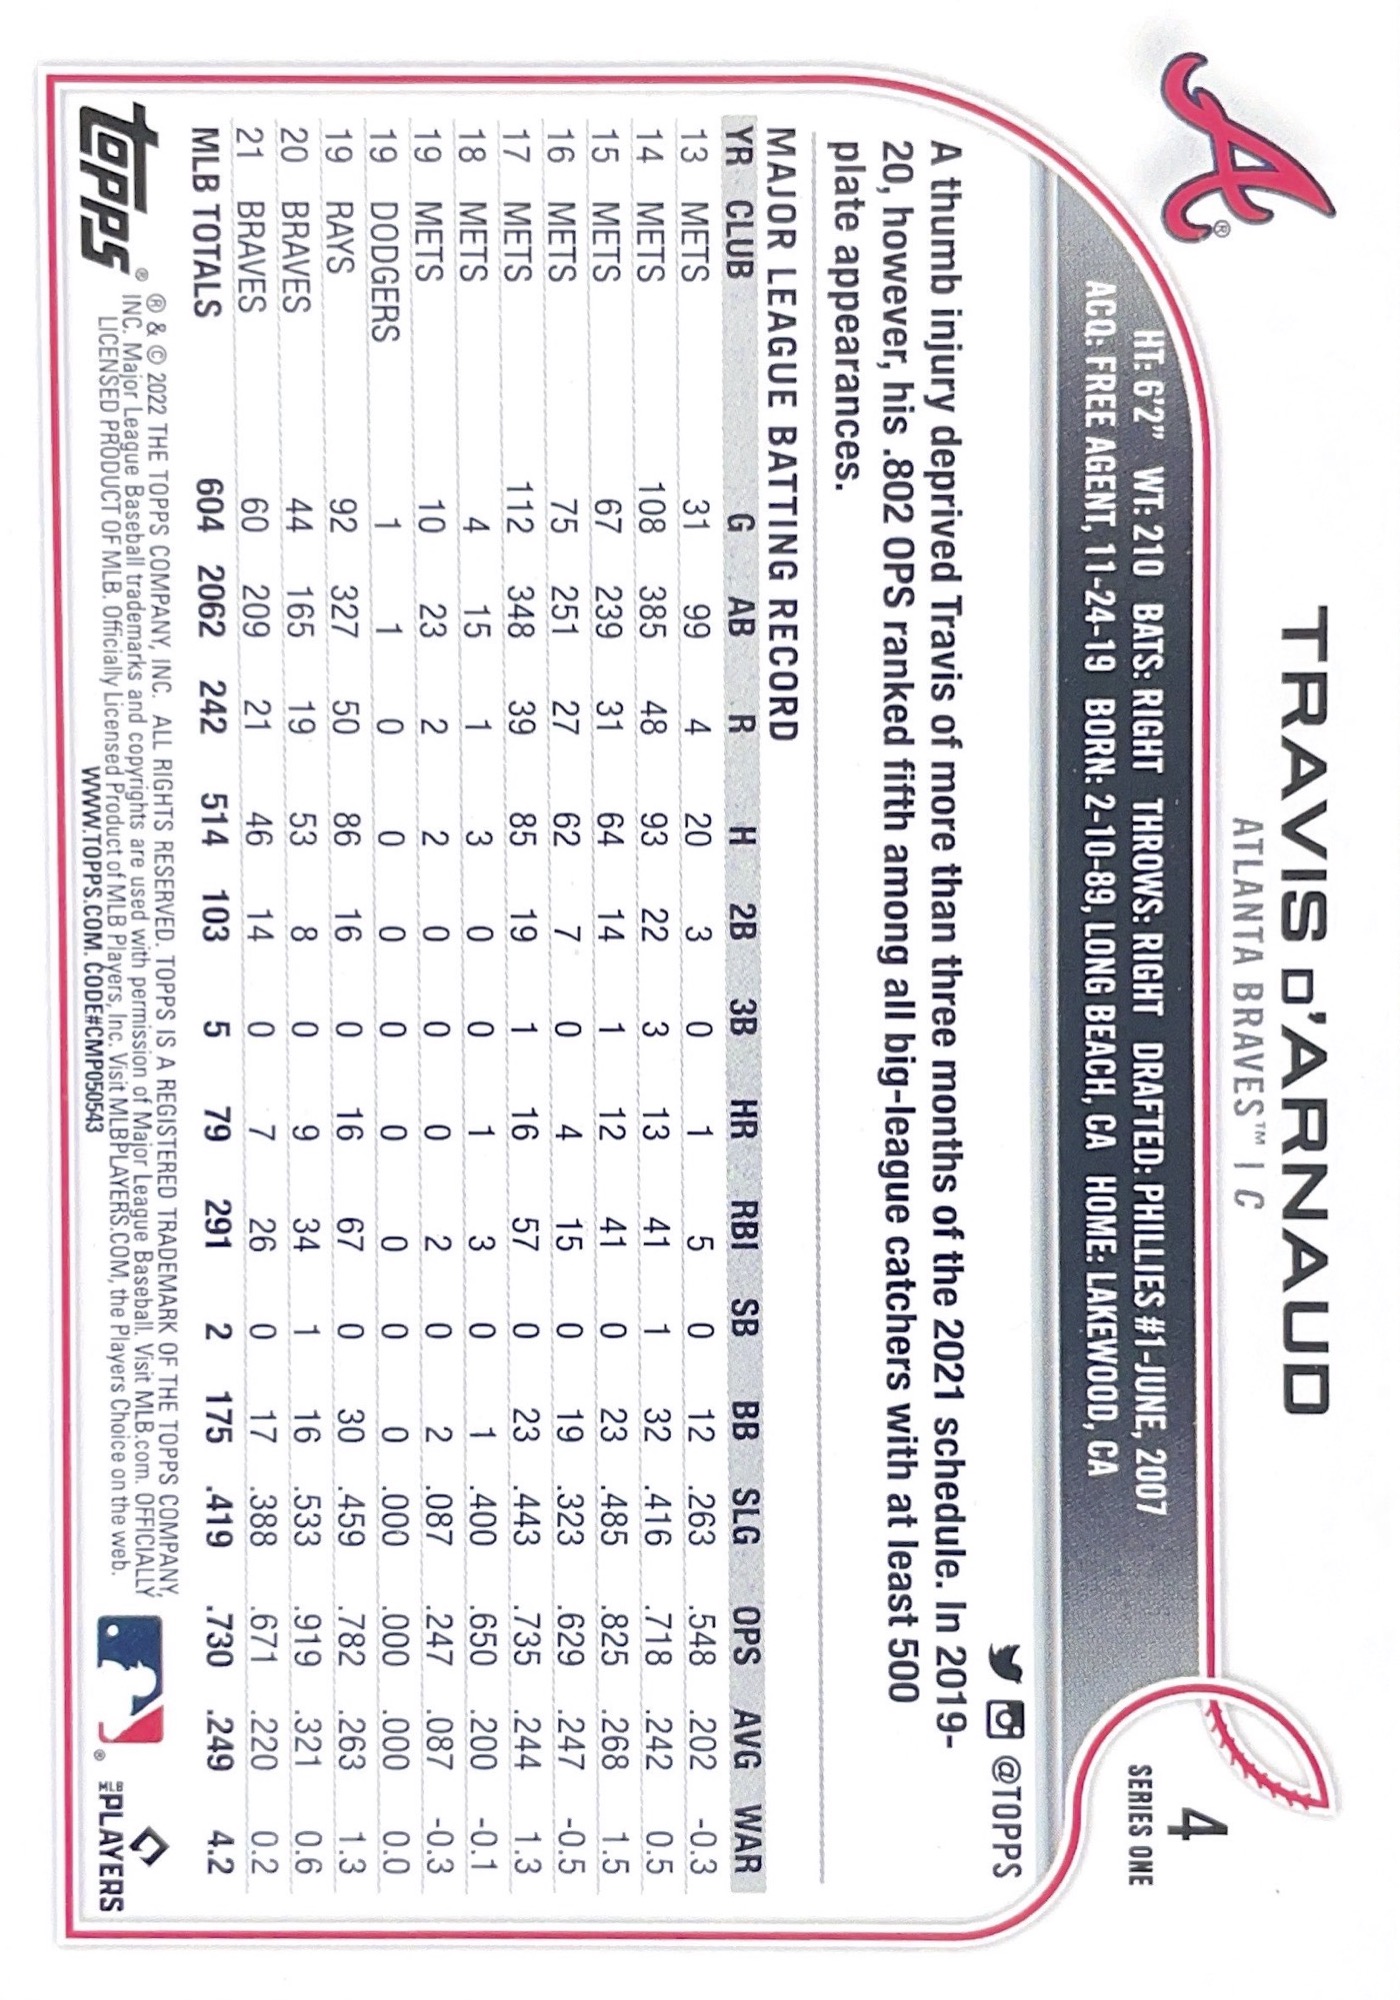 TRAVIS D'ARNAUD
ATLANTA BRAVES™ | C
4
SERIES ONE
A®
HT: 6'2" WT: 210 BATS: RIGHT THROWS: RIGHT DRAFTED: PHILLIES #1-JUNE, 2007
ACQ: FREE AGENT, 11-24-19 BORN: 2-10-89, LONG BEACH, CA HOME: LAKEWOOD, CA
@TOPPS
A thumb injury deprived Travis of more than three months of the 2021 schedule. In 2019-
20, however, his .802 OPS ranked fifth among all big-league catchers with at least 500
plate appearances.
MAJOR LEAGUE BATTING RECORD
YR CLUB G AB R H 2B 3B HR RBI SB BB SLG OPS AVG WAR
13 METS 31 99 4 20 3 0 1 5 0 12 .263 .548 .202 -0.3
14 METS 108 385 48 93 22 3 13 41 1 32 .416 .718 .242 0.5
15 METS 67 239 31 64 14 1 12 41 0 23 .485 .825 .268 1.5
16 METS 75 251 27 62 7 0 4 15 0 19 .323 .629 .247 -0.5
17 METS 112 348 39 85 19 1 16 57 0 23 .443 .735 .244 1.3
18 METS 4 15 1 3 0 0 1 3 0 1 .400 .650 .200 -0.1
19 METS 10 23 2 2 0 0 0 2 0 2 .087 .247 .087 -0.3
19 DODGERS 1 1 0 0 0 0 0 0 0 0 .000 .000 .000 0.0
19 RAYS 92 327 50 86 16 0 16 67 0 30 .459 .782 .263 1.3
20 BRAVES 44 165 19 53 8 0 9 34 1 16 .533 .919 .321 0.6
21 BRAVES 60 209 21 46 14 0 7 26 0 17 .388 .671 .220 0.2
MLB TOTALS 604 2062 242 514 103 5 79 291 2 175 .419 .730 .249 4.2
Topps®
® & © 2022 THE TOPPS COMPANY, INC. ALL RIGHTS RESERVED. TOPPS IS A REGISTERED TRADEMARK OF THE TOPPS COMPANY,
INC. Major League Baseball trademarks and copyrights are used with permission of Major League Baseball. Visit MLB.com. OFFICIALLY
LICENSED PRODUCT OF MLB. Officially Licensed Product of MLB Players, Inc. Visit MLBPLAYERS.COM, the Players Choice on the web.
WWW.TOPPS.COM. CODE#CMP050543
®
MLB PLAYERS